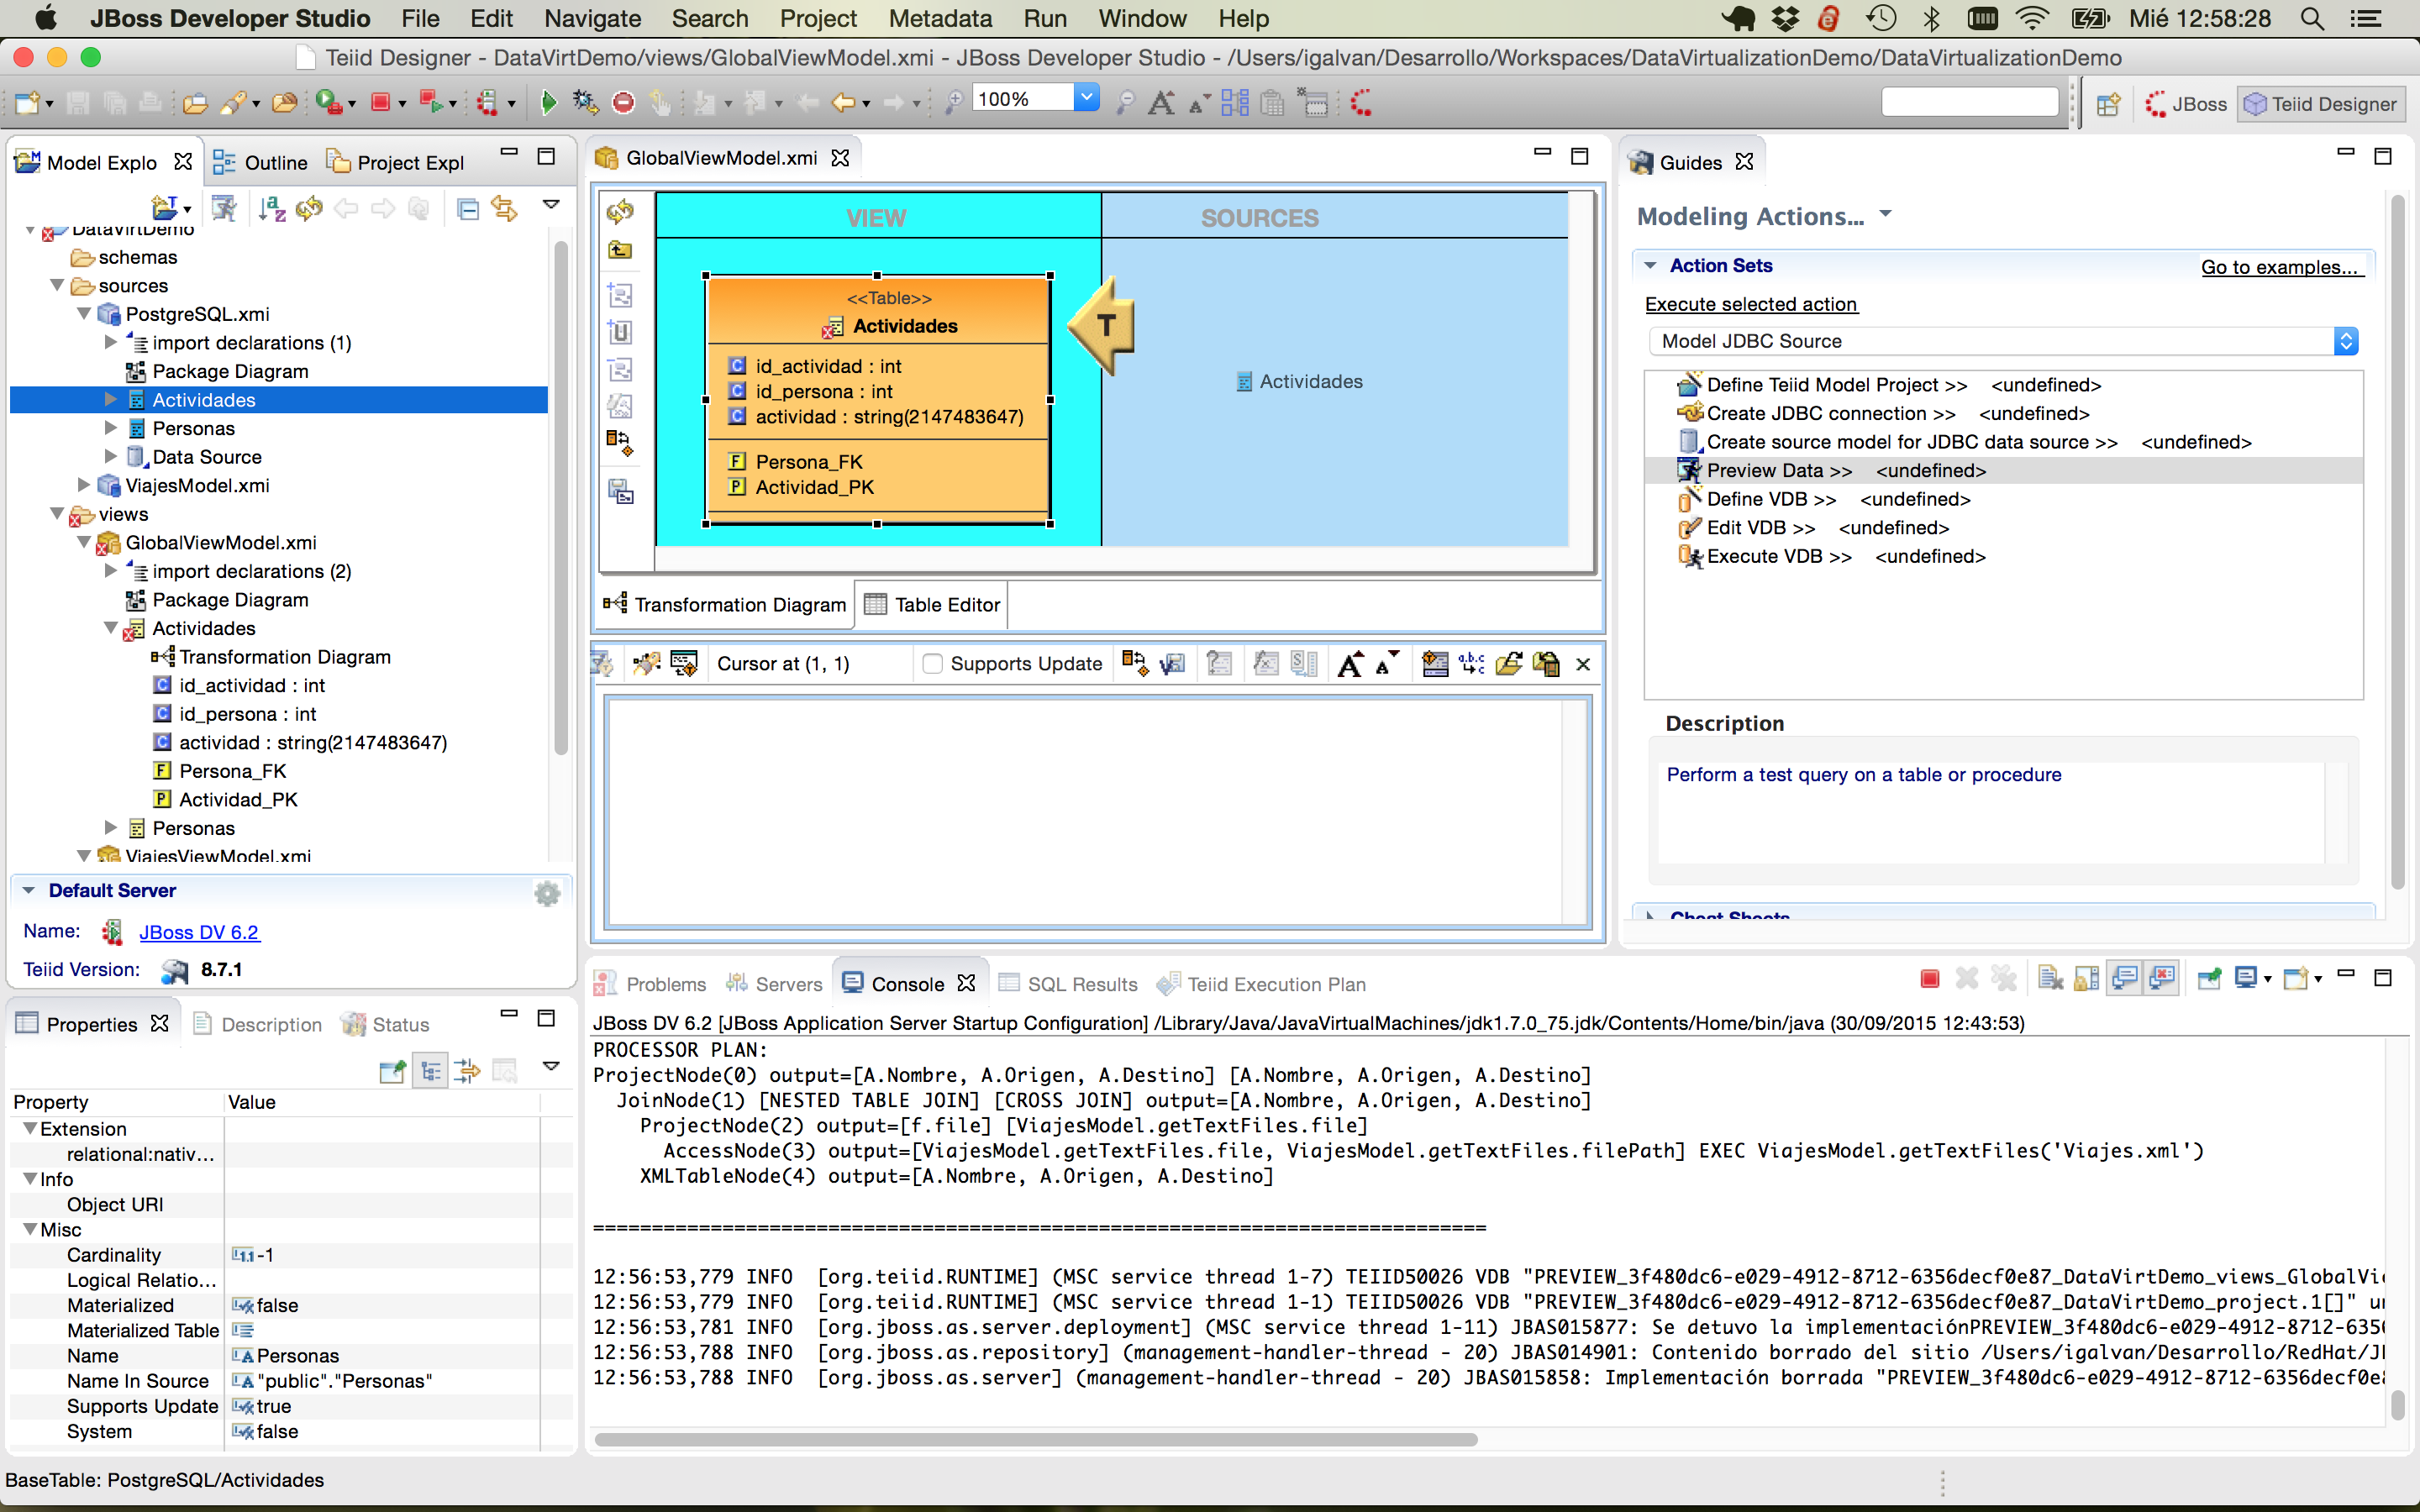 JBoss Developer Studio File Edit Navigate Search Project Metadata Run Window Help Mié 12:58:28
Teiid Designer - DataVirtDemo/views/GlobalViewModel.xmi - JBoss Developer Studio - /Users/igalvan/Desarrollo/Workspaces/DataVirtualizationDemo/DataVirtualizationDemo
100% JBoss Teiid Designer
Model Explo Outline Project Expl
DataVirtDemo
schemas
sources
PostgreSQL.xmi
import declarations (1)
Package Diagram
Actividades
Personas
Data Source
ViajesModel.xmi
views
GlobalViewModel.xmi
import declarations (2)
Package Diagram
Actividades
Transformation Diagram
id_actividad : int
id_persona : int
actividad : string(2147483647)
Persona_FK
Actividad_PK
Personas
ViajesViewModel.xmi
Default Server
Name: JBoss DV 6.2
Teiid Version: 8.7.1
GlobalViewModel.xmi
VIEW SOURCES
<<Table>>
Actividades
id_actividad : int
id_persona : int
actividad : string(2147483647)
Persona_FK
Actividad_PK
T
Actividades
Transformation Diagram Table Editor
Cursor at (1, 1) Supports Update
Guides
Modeling Actions...
Action Sets Go to examples...
Execute selected action
Model JDBC Source
Define Teiid Model Project >> <undefined>
Create JDBC connection >> <undefined>
Create source model for JDBC data source >> <undefined>
Preview Data >> <undefined>
Define VDB >> <undefined>
Edit VDB >> <undefined>
Execute VDB >> <undefined>
Description
Perform a test query on a table or procedure
Cheat Sheets
Properties Description Status
Property Value
Extension
relational:nativ...
Info
Object URI
Misc
Cardinality -1
Logical Relatio...
Materialized false
Materialized Table
Name Personas
Name In Source "public"."Personas"
Supports Update true
System false
Problems Servers Console SQL Results Teiid Execution Plan
JBoss DV 6.2 [JBoss Application Server Startup Configuration] /Library/Java/JavaVirtualMachines/jdk1.7.0_75.jdk/Contents/Home/bin/java (30/09/2015 12:43:53)
PROCESSOR PLAN:
ProjectNode(0) output=[A.Nombre, A.Origen, A.Destino] [A.Nombre, A.Origen, A.Destino]
JoinNode(1) [NESTED TABLE JOIN] [CROSS JOIN] output=[A.Nombre, A.Origen, A.Destino]
ProjectNode(2) output=[f.file] [ViajesModel.getTextFiles.file]
AccessNode(3) output=[ViajesModel.getTextFiles.file, ViajesModel.getTextFiles.filePath] EXEC ViajesModel.getTextFiles('Viajes.xml')
XMLTableNode(4) output=[A.Nombre, A.Origen, A.Destino]
============================================================================
12:56:53,779 INFO [org.teiid.RUNTIME] (MSC service thread 1-7) TEIID50026 VDB "PREVIEW_3f480dc6-e029-4912-8712-6356decf0e87_DataVirtDemo_views_GlobalVi
12:56:53,779 INFO [org.teiid.RUNTIME] (MSC service thread 1-1) TEIID50026 VDB "PREVIEW_3f480dc6-e029-4912-8712-6356decf0e87_DataVirtDemo_project.1[]" u
12:56:53,781 INFO [org.jboss.as.server.deployment] (MSC service thread 1-11) JBAS015877: Se detuvo la implementaciónPREVIEW_3f480dc6-e029-4912-8712-635
12:56:53,788 INFO [org.jboss.as.repository] (management-handler-thread - 20) JBAS014901: Contenido borrado del sitio /Users/igalvan/Desarrollo/RedHat/J
12:56:53,788 INFO [org.jboss.as.server] (management-handler-thread - 20) JBAS015858: Implementación borrada "PREVIEW_3f480dc6-e029-4912-8712-6356decf0e
BaseTable: PostgreSQL/Actividades